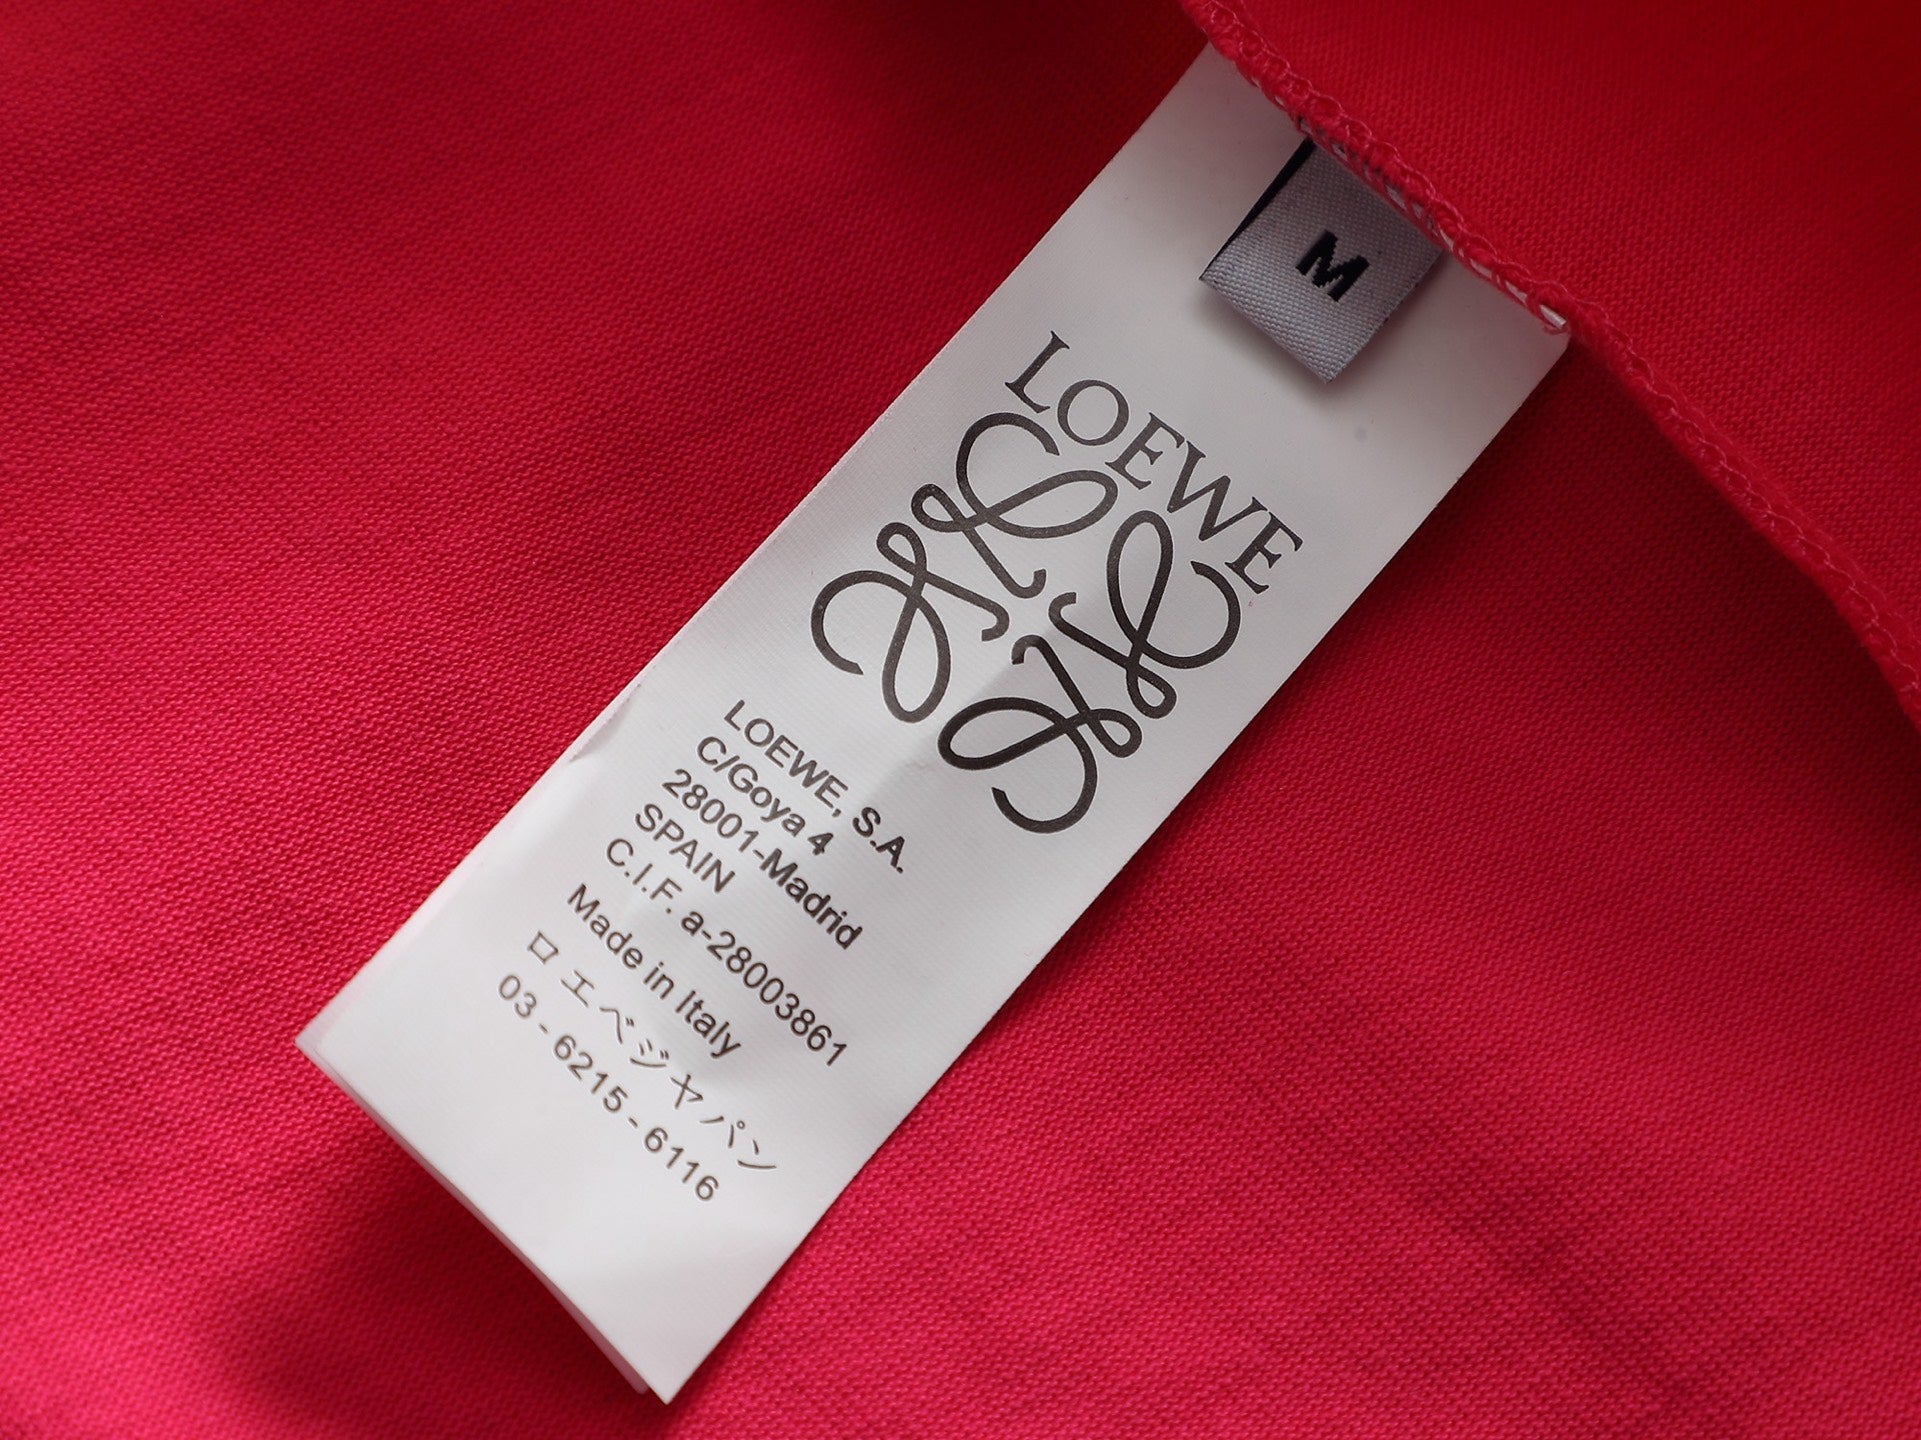 M
LOEWE
LOEWE, S.A.
C/Goya 4
28001-Madrid
SPAIN
C.I.F. a-28003861
Made in Italy
ロエベジャパン
03-6215-6116